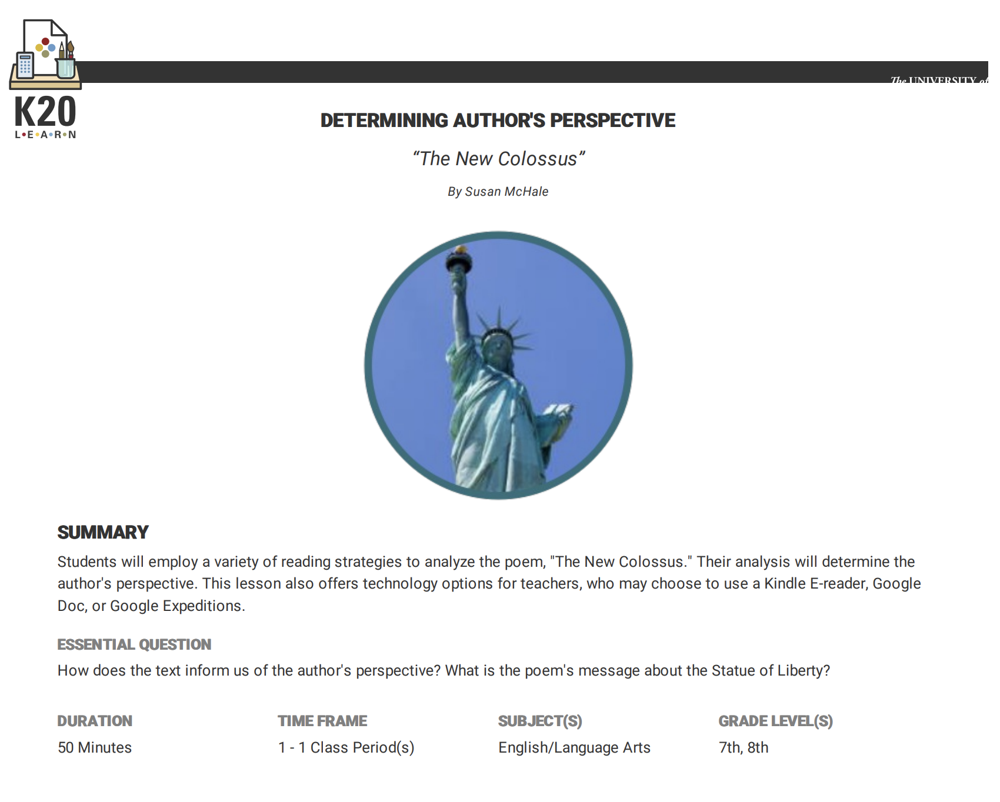 The UNIVERSITY of
K20
L•E•A•R•N
DETERMINING AUTHOR'S PERSPECTIVE
“The New Colossus”
By Susan McHale
SUMMARY
Students will employ a variety of reading strategies to analyze the poem, "The New Colossus." Their analysis will determine the
author's perspective. This lesson also offers technology options for teachers, who may choose to use a Kindle E-reader, Google
Doc, or Google Expeditions.
ESSENTIAL QUESTION
How does the text inform us of the author's perspective? What is the poem's message about the Statue of Liberty?
DURATION
50 Minutes
TIME FRAME
1 - 1 Class Period(s)
SUBJECT(S)
English/Language Arts
GRADE LEVEL(S)
7th, 8th